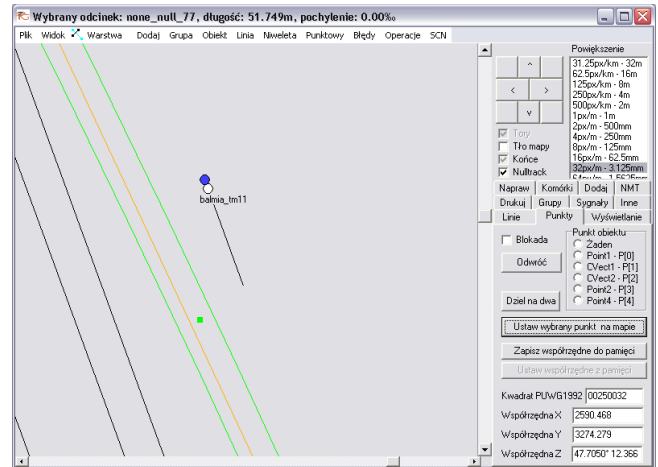 Wybrany odcinek: none_null_77, długość: 51.749m, pochylenie: 0.00‰
Plik Widok Warstwa Dodaj Grupa Obiekt Linia Niweleta Punktowy Błędy Operacje SCN
Powiększenie
31.25px/km - 32m
62.5px/km - 16m
125px/km - 8m
250px/km - 4m
500px/km - 2m
1px/m - 1m
2px/m - 500mm
4px/m - 250mm
8px/m - 125mm
16px/m - 62.5mm
32px/m - 3.125mm
64px/m - 1.5625mm
^
< >
v
Tory
Tło mapy
Końce
Nulltrack
Napraw Komórki Dodaj NMT
Drukuj Grupy Sygnały Inne
Linie Punkty Wyświetlanie
balmia_tm11
Blokada
Odwróć
Dziel na dwa
Punkt obiektu
Żaden
Point1 - P[0]
CVect1 - P[1]
CVect2 - P[2]
Point2 - P[3]
Point4 - P[4]
Ustaw wybrany punkt na mapie
Zapisz współrzędne do pamięci
Ustaw współrzędne z pamięci
Kwadrat PUWG1992 00250032
Współrzędna X 2590.468
Współrzędna Y 3274.279
Współrzędna Z 47.7050° 12.366